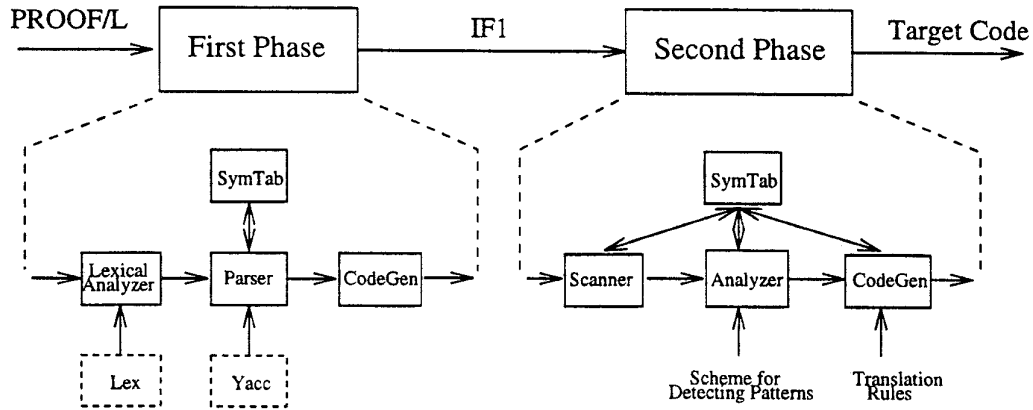 PROOF/L
First Phase
IF1
Second Phase
Target Code
SymTab
SymTab
Lexical
Analyzer
Parser
CodeGen
Scanner
Analyzer
CodeGen
Lex
Yacc
Scheme for
Detecting Patterns
Translation
Rules